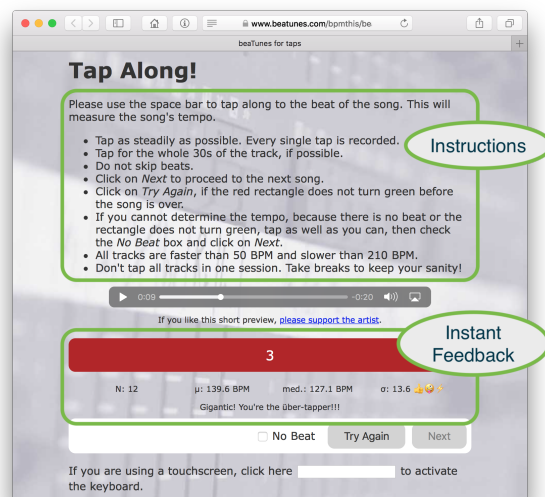 www.beatunes.com/bpmthis/be
beaTunes for taps
Tap Along!
Please use the space bar to tap along to the beat of the song. This will
measure the song's tempo.
• Tap as steadily as possible. Every single tap is recorded.
• Tap for the whole 30s of the track, if possible.
• Do not skip beats.
• Click on Next to proceed to the next song.
• Click on Try Again, if the red rectangle does not turn green before
the song is over.
• If you cannot determine the tempo, because there is no beat or the
rectangle does not turn green, tap as well as you can, then check
the No Beat box and click on Next.
• All tracks are faster than 50 BPM and slower than 210 BPM.
• Don't tap all tracks in one session. Take breaks to keep your sanity!
Instructions
0:09 -0:20
If you like this short preview, please support the artist.
Instant
Feedback
3
N: 12 μ: 139.6 BPM med.: 127.1 BPM σ: 13.6
Gigantic! You're the über-tapper!!!
No Beat Try Again Next
If you are using a touchscreen, click here to activate
the keyboard.